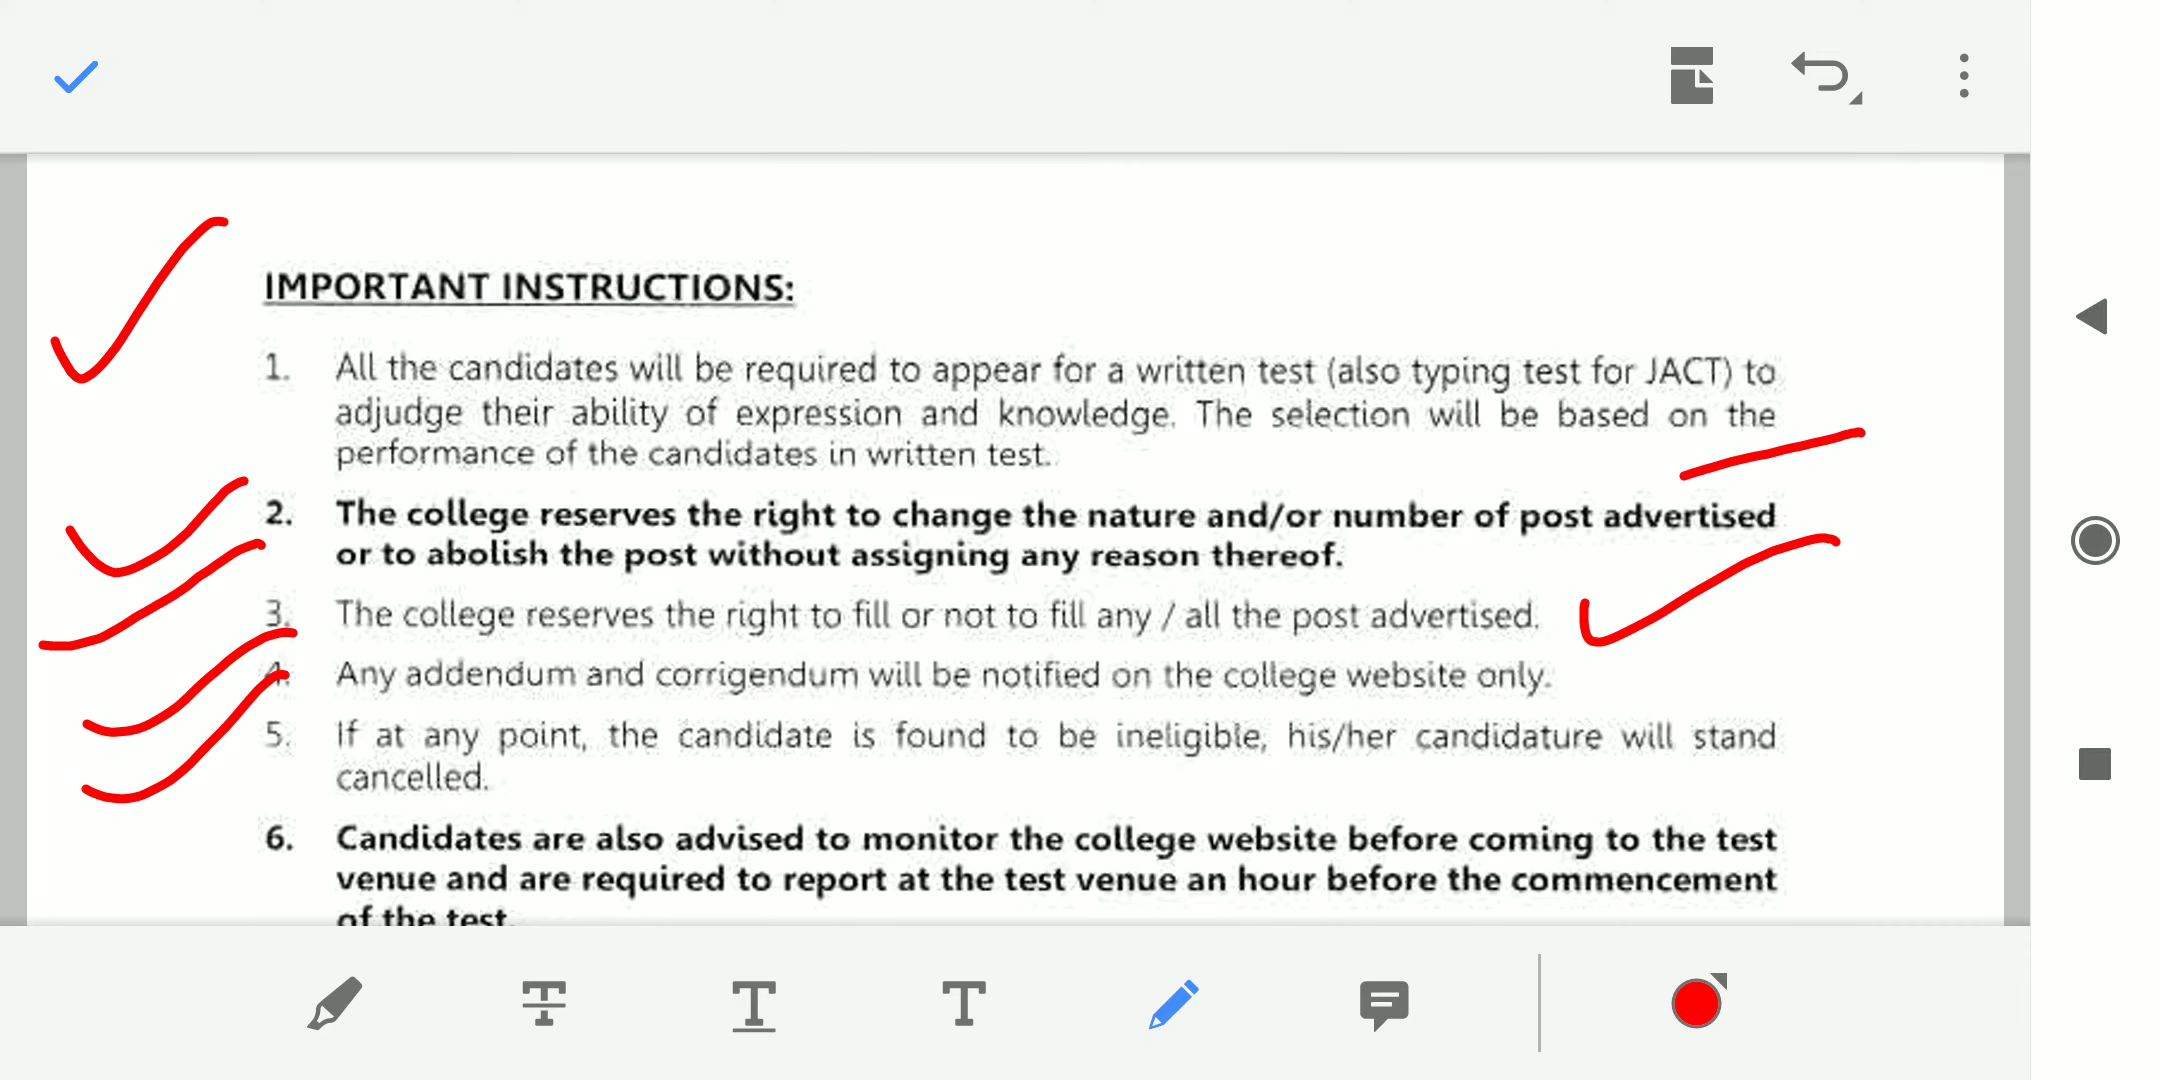 IMPORTANT INSTRUCTIONS:
1. All the candidates will be required to appear for a written test (also typing test for JACT) to
adjudge their ability of expression and knowledge. The selection will be based on the
performance of the candidates in written test.
2. The college reserves the right to change the nature and/or number of post advertised
or to abolish the post without assigning any reason thereof.
3. The college reserves the right to fill or not to fill any / all the post advertised.
4. Any addendum and corrigendum will be notified on the college website only.
5. If at any point, the candidate is found to be ineligible, his/her candidature will stand
cancelled.
6. Candidates are also advised to monitor the college website before coming to the test
venue and are required to report at the test venue an hour before the commencement
of the test.